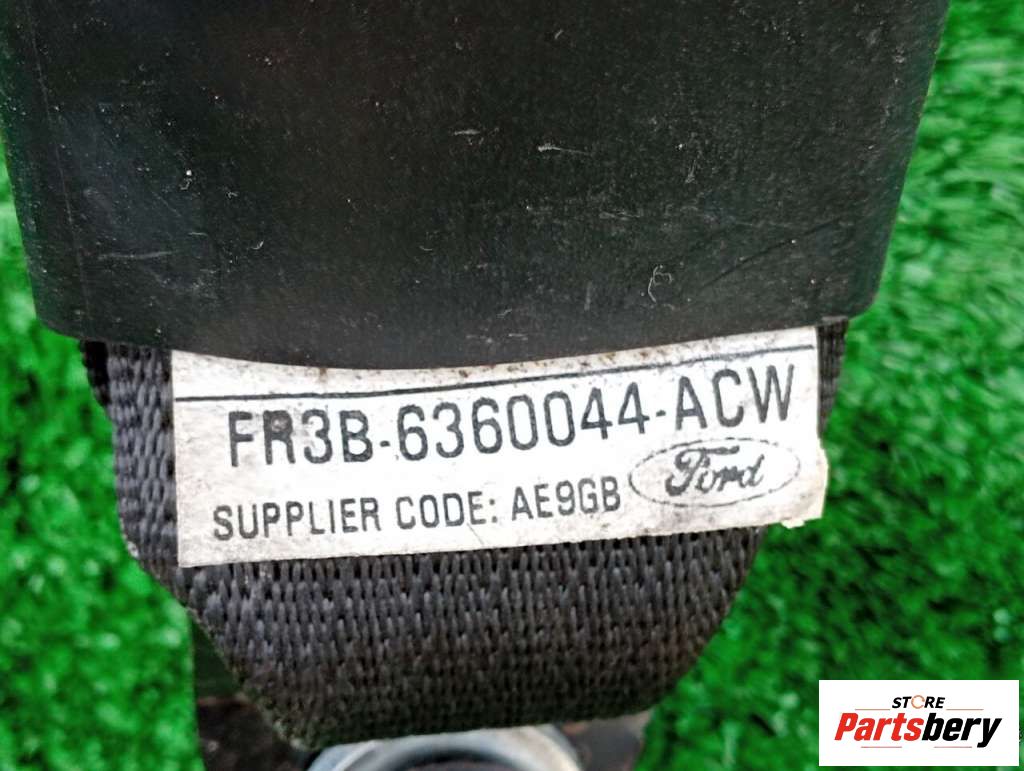 FR3B-6360044-ACW
SUPPLIER CODE: AE9GB Ford
STORE
Partsbery